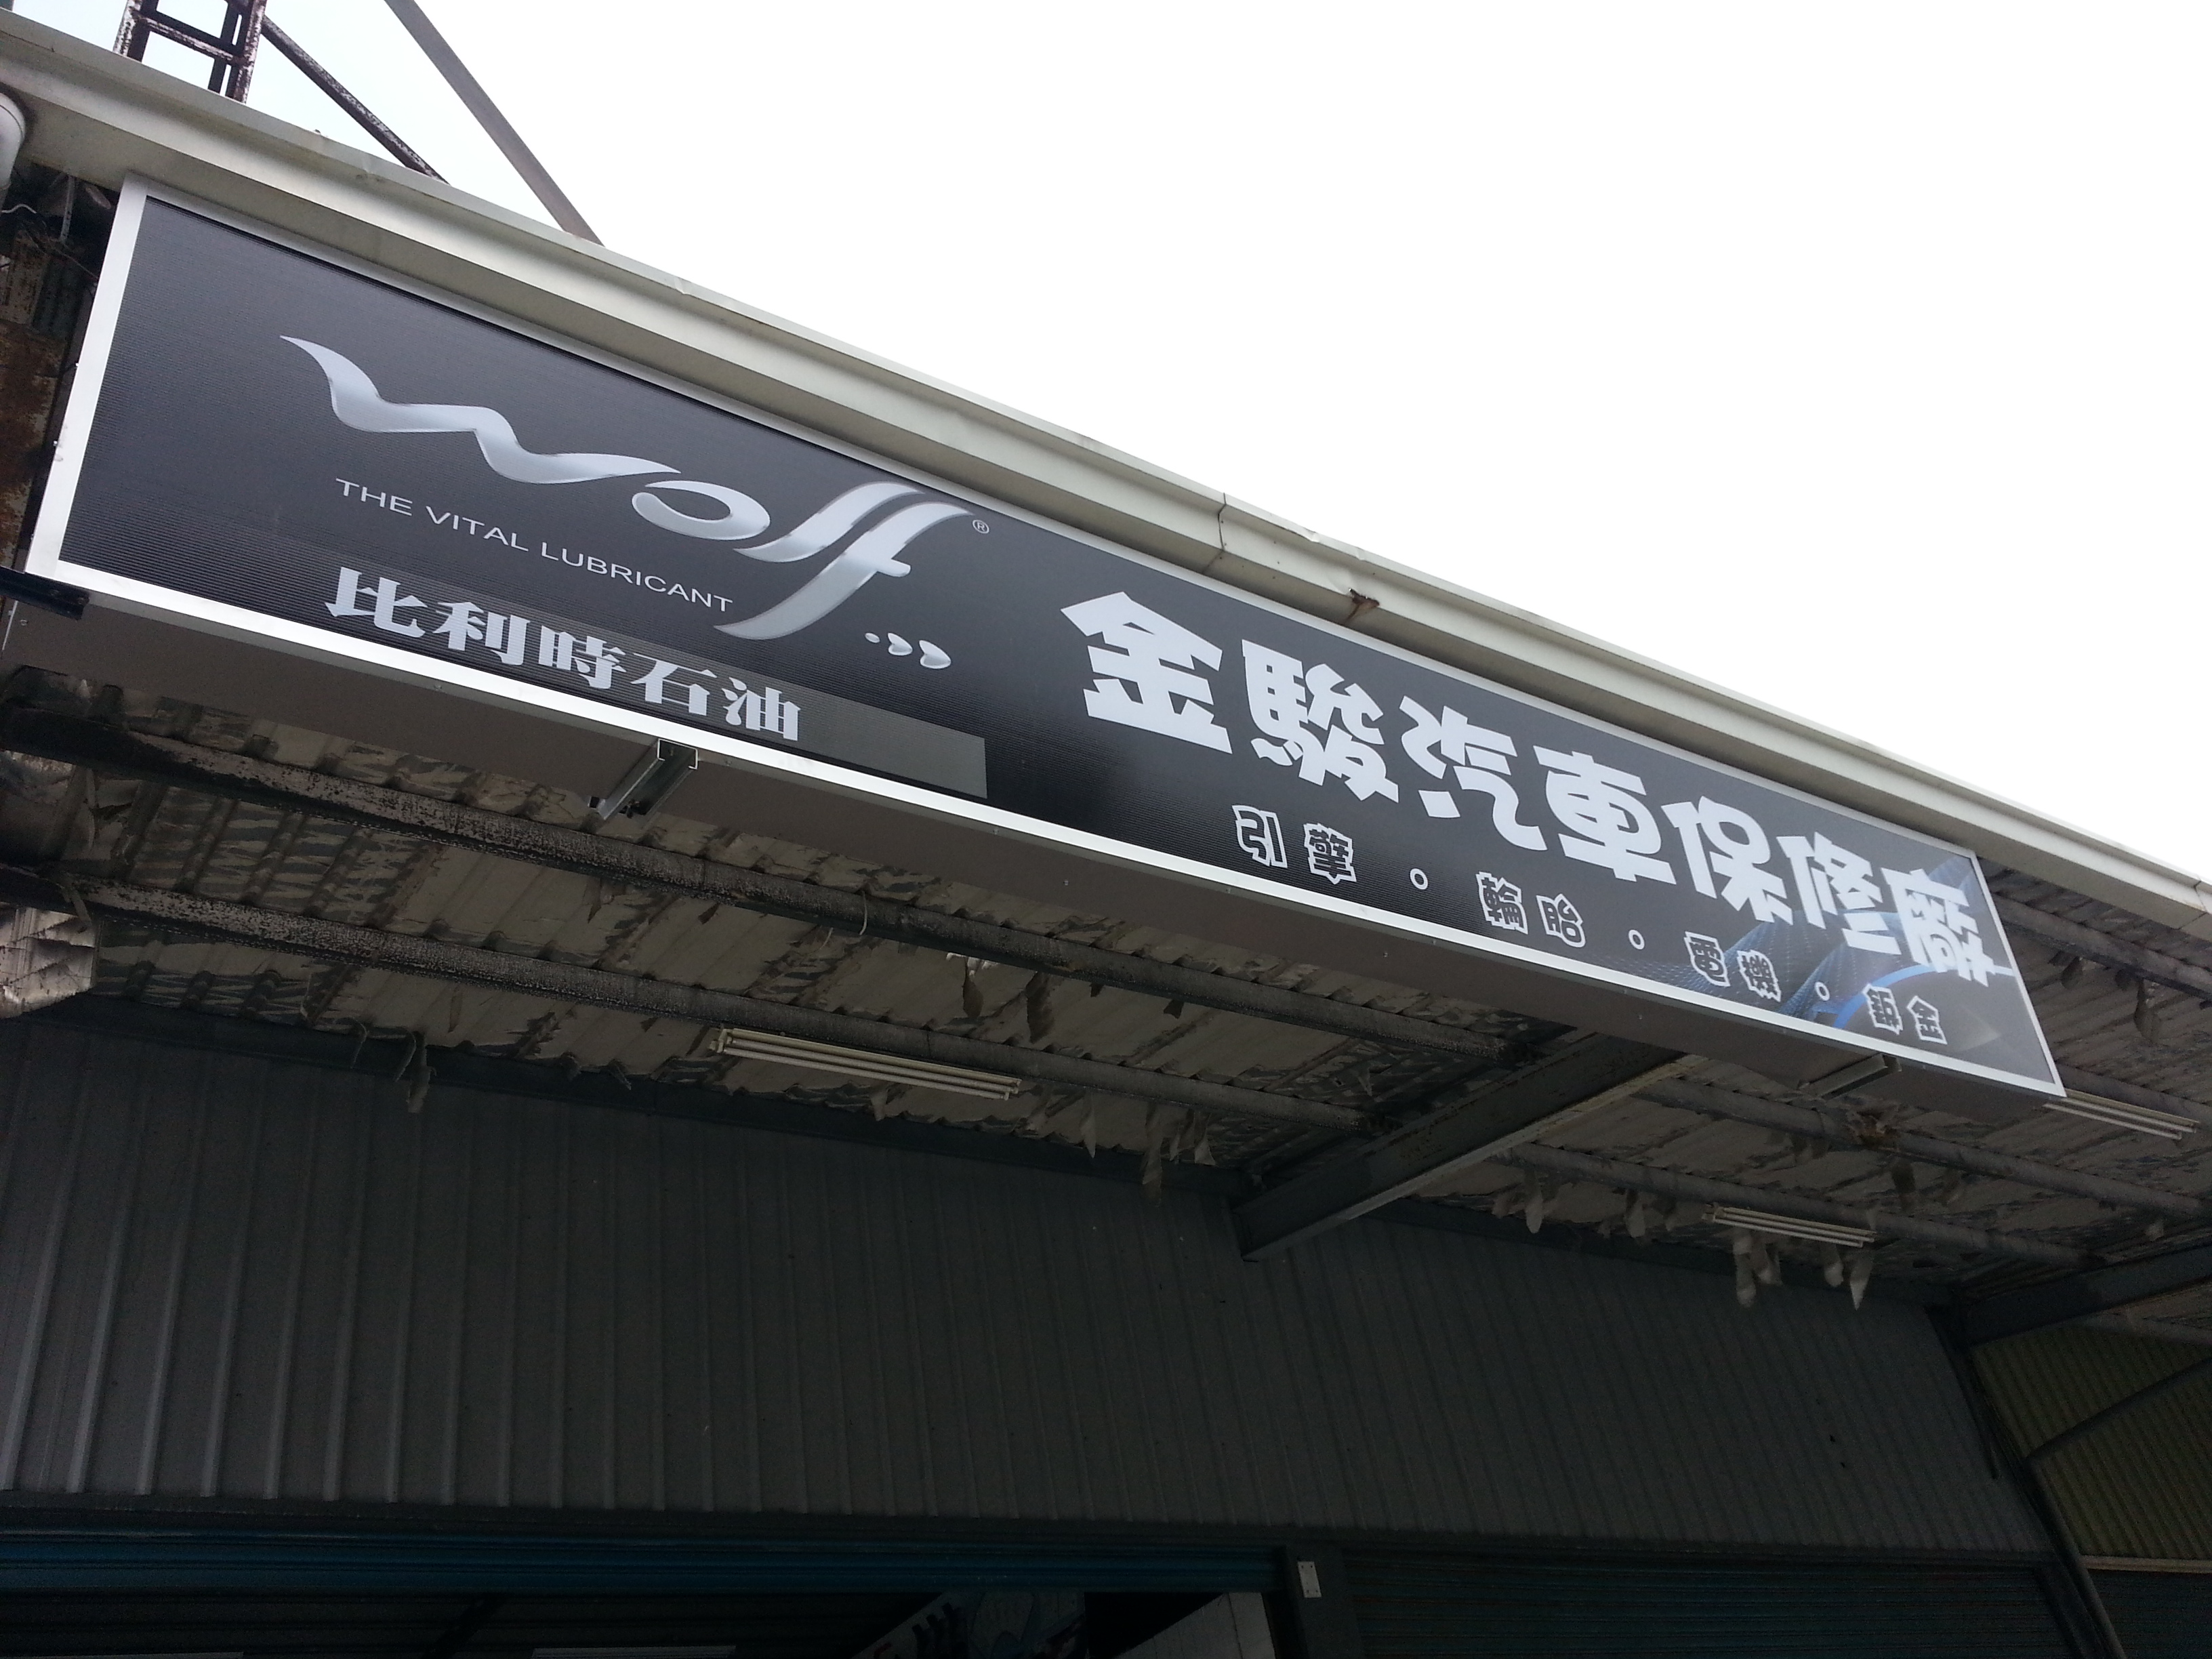 wolf®
THE VITAL LUBRICANT
比利時石油
金駿汽車保修廠
引擎。輪胎。電機。鈑金